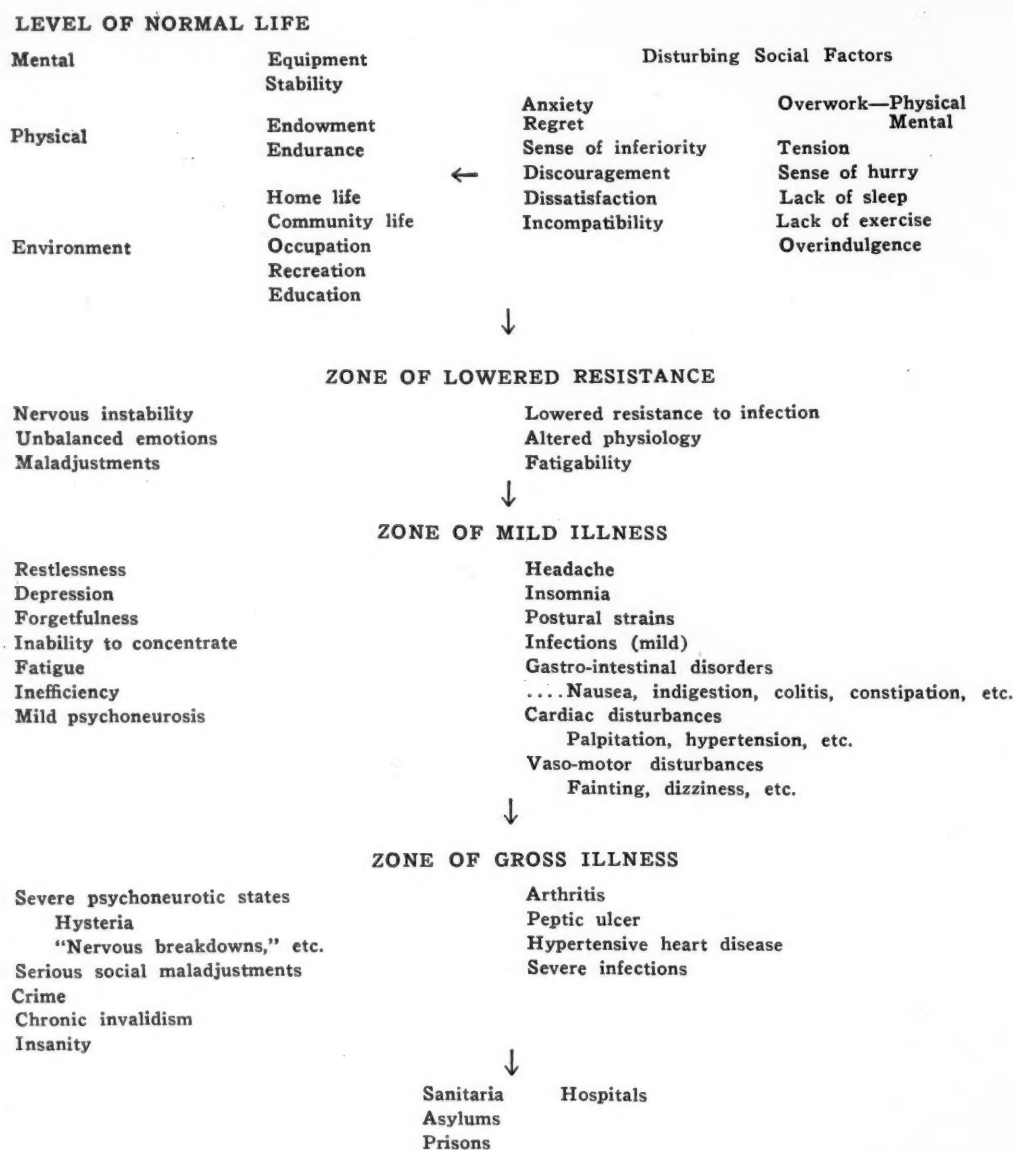 LEVEL OF NORMAL LIFE
Mental
Equipment
Stability
Physical
Endowment
Endurance
Environment
Home life
Community life
Occupation
Recreation
Education
←
Disturbing Social Factors
Anxiety
Regret
Sense of inferiority
Discouragement
Dissatisfaction
Incompatibility
Overwork—Physical
Mental
Tension
Sense of hurry
Lack of sleep
Lack of exercise
Overindulgence
↓
ZONE OF LOWERED RESISTANCE
Nervous instability
Unbalanced emotions
Maladjustments
Lowered resistance to infection
Altered physiology
Fatigability
↓
ZONE OF MILD ILLNESS
Restlessness
Depression
Forgetfulness
Inability to concentrate
Fatigue
Inefficiency
Mild psychoneurosis
Headache
Insomnia
Postural strains
Infections (mild)
Gastro-intestinal disorders
....Nausea, indigestion, colitis, constipation, etc.
Cardiac disturbances
Palpitation, hypertension, etc.
Vaso-motor disturbances
Fainting, dizziness, etc.
↓
ZONE OF GROSS ILLNESS
Severe psychoneurotic states
Hysteria
"Nervous breakdowns," etc.
Serious social maladjustments
Crime
Chronic invalidism
Insanity
Arthritis
Peptic ulcer
Hypertensive heart disease
Severe infections
↓
Sanitaria
Asylums
Prisons
Hospitals